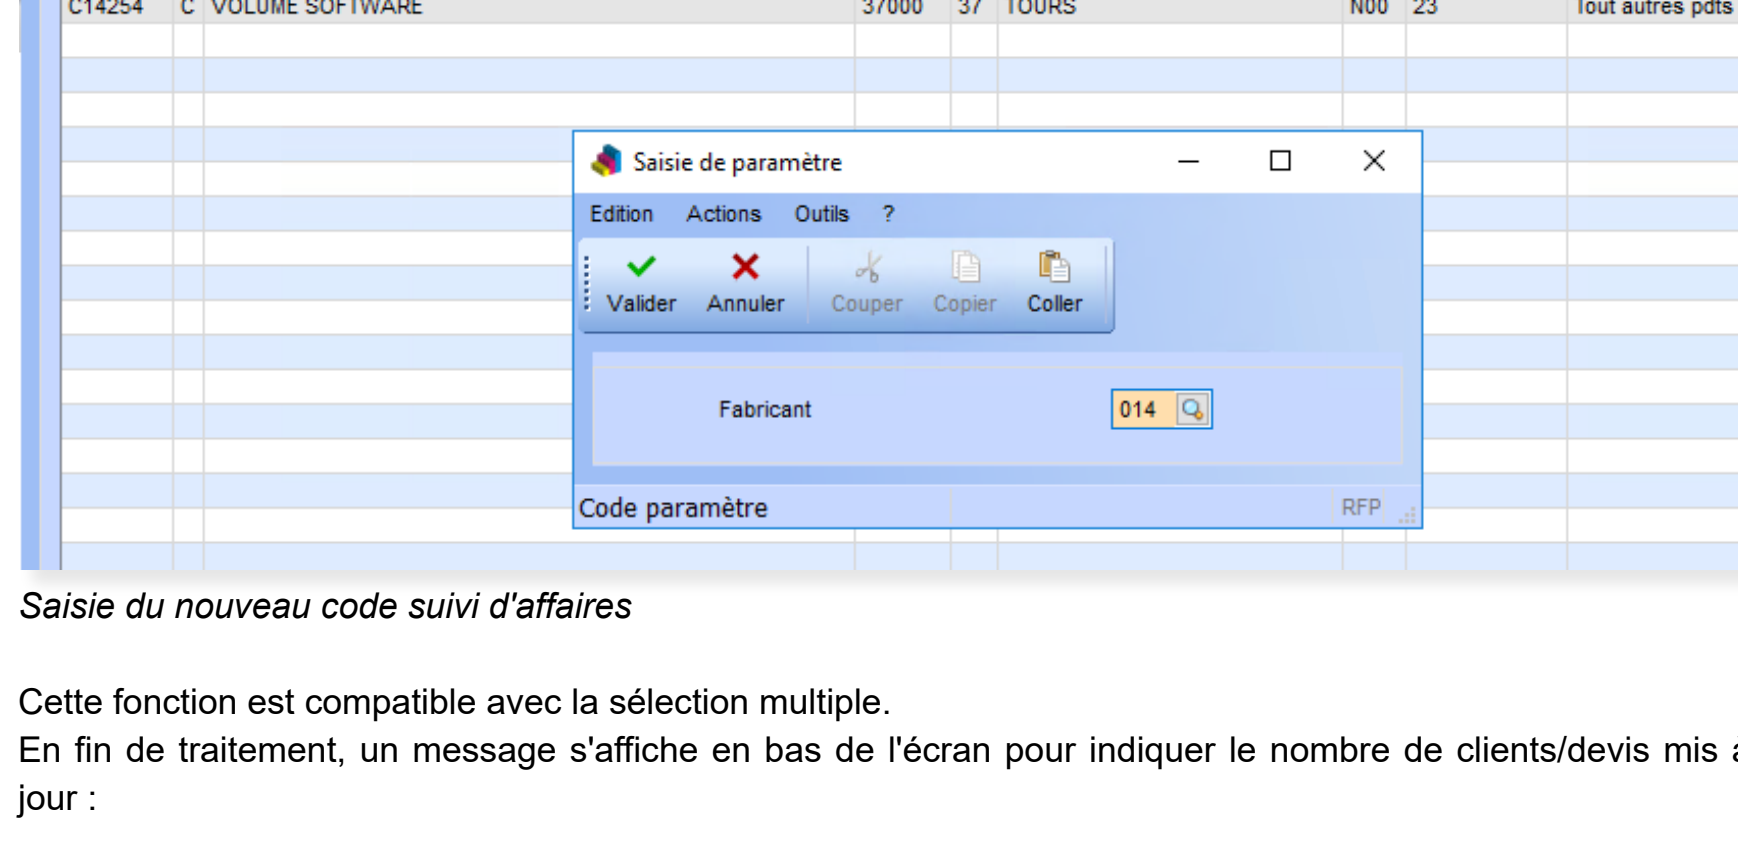 C14254 C VOLUME SOFTWARE 37000 37 TOURS N00 23 Tout autres pdts
Saisie de paramètre
Edition Actions Outils ?
Valider Annuler Couper Copier Coller
Fabricant 014
Code paramètre RFP
Saisie du nouveau code suivi d'affaires
Cette fonction est compatible avec la sélection multiple.
En fin de traitement, un message s'affiche en bas de l'écran pour indiquer le nombre de clients/devis mis à
jour :